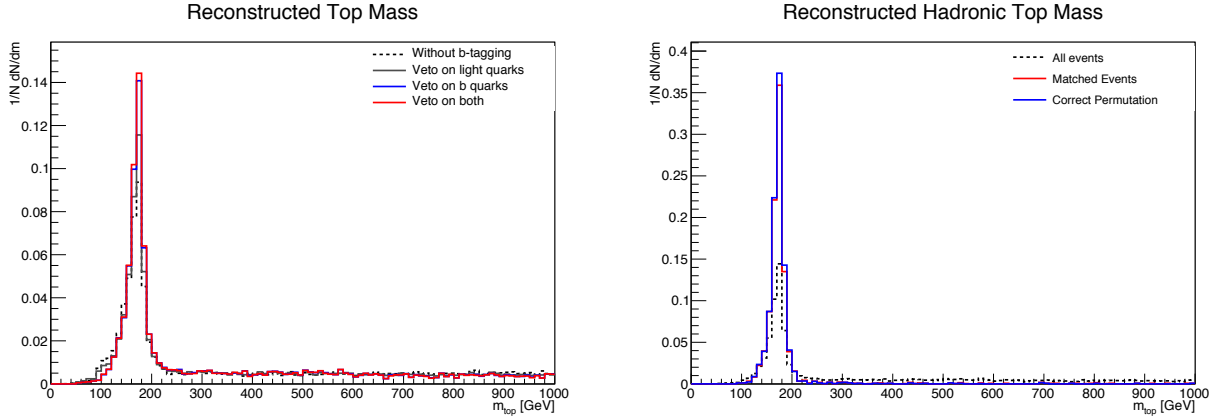 Reconstructed Top Mass
1/N dN/dm
0.14
0.12
0.1
0.08
0.06
0.04
0.02
0
Without b-tagging
Veto on light quarks
Veto on b quarks
Veto on both
0 100 200 300 400 500 600 700 800 900 1000
m_top [GeV]
Reconstructed Hadronic Top Mass
1/N dN/dm
0.4
0.35
0.3
0.25
0.2
0.15
0.1
0.05
0
All events
Matched Events
Correct Permutation
0 100 200 300 400 500 600 700 800 900 1000
m_top [GeV]